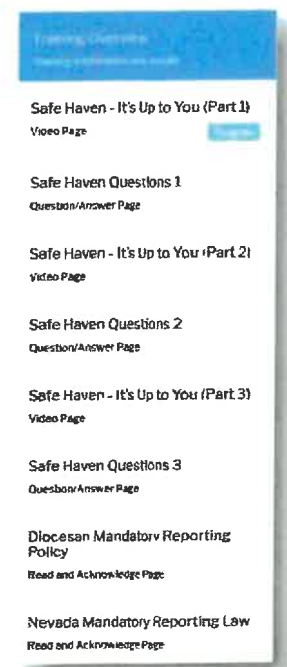 Training Overview
Safe Haven - It's Up to You (Part 1)
Video Page
Safe Haven Questions 1
Question/Answer Page
Safe Haven - It's Up to You (Part 2)
Video Page
Safe Haven Questions 2
Question/Answer Page
Safe Haven - It's Up to You (Part 3)
Video Page
Safe Haven Questions 3
Question/Answer Page
Diocesan Mandatory Reporting
Policy
Read and Acknowledge Page
Nevada Mandatory Reporting Law
Read and Acknowledge Page